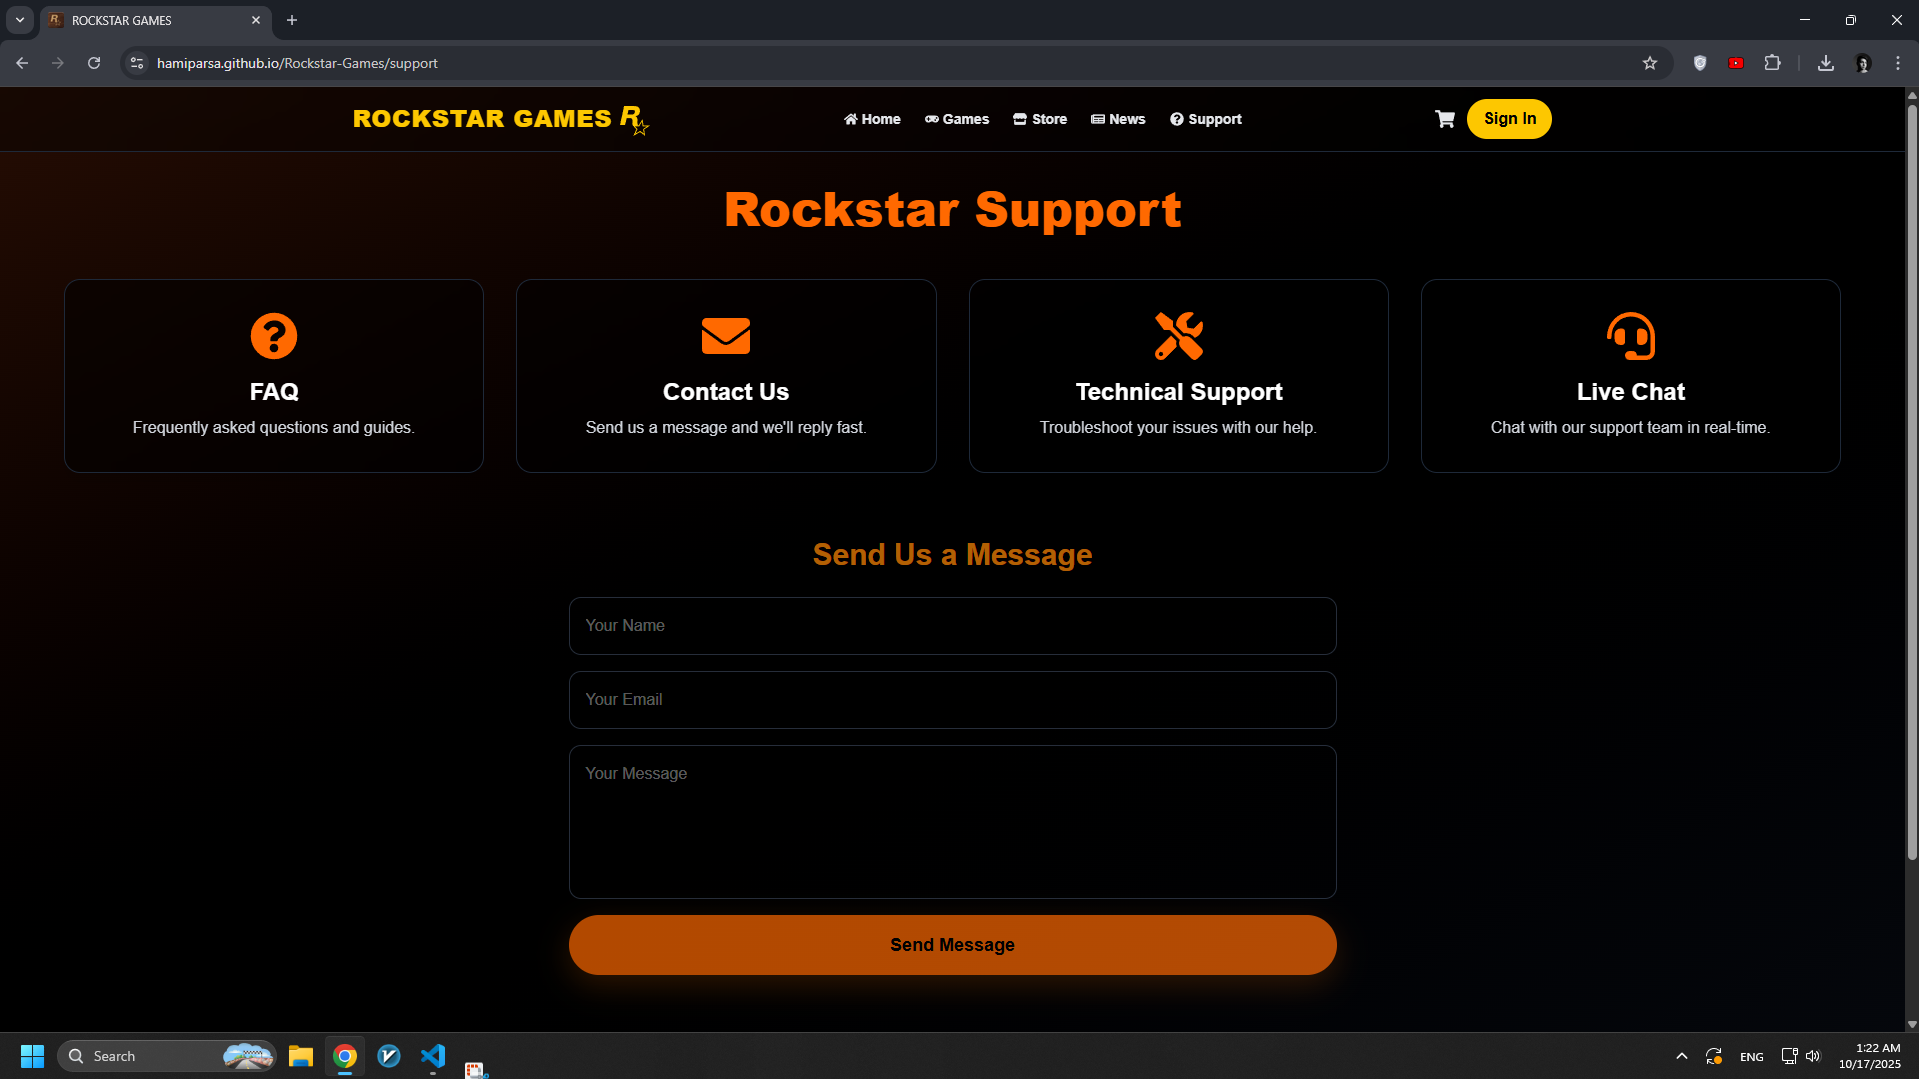 ROCKSTAR GAMES
hamiparsa.github.io/Rockstar-Games/support
ROCKSTAR GAMES R
Home Games Store News Support
Sign In
Rockstar Support
FAQ
Frequently asked questions and guides.
Contact Us
Send us a message and we'll reply fast.
Technical Support
Troubleshoot your issues with our help.
Live Chat
Chat with our support team in real-time.
Send Us a Message
Your Name
Your Email
Your Message
Send Message
Search
ENG
1:22 AM
10/17/2025